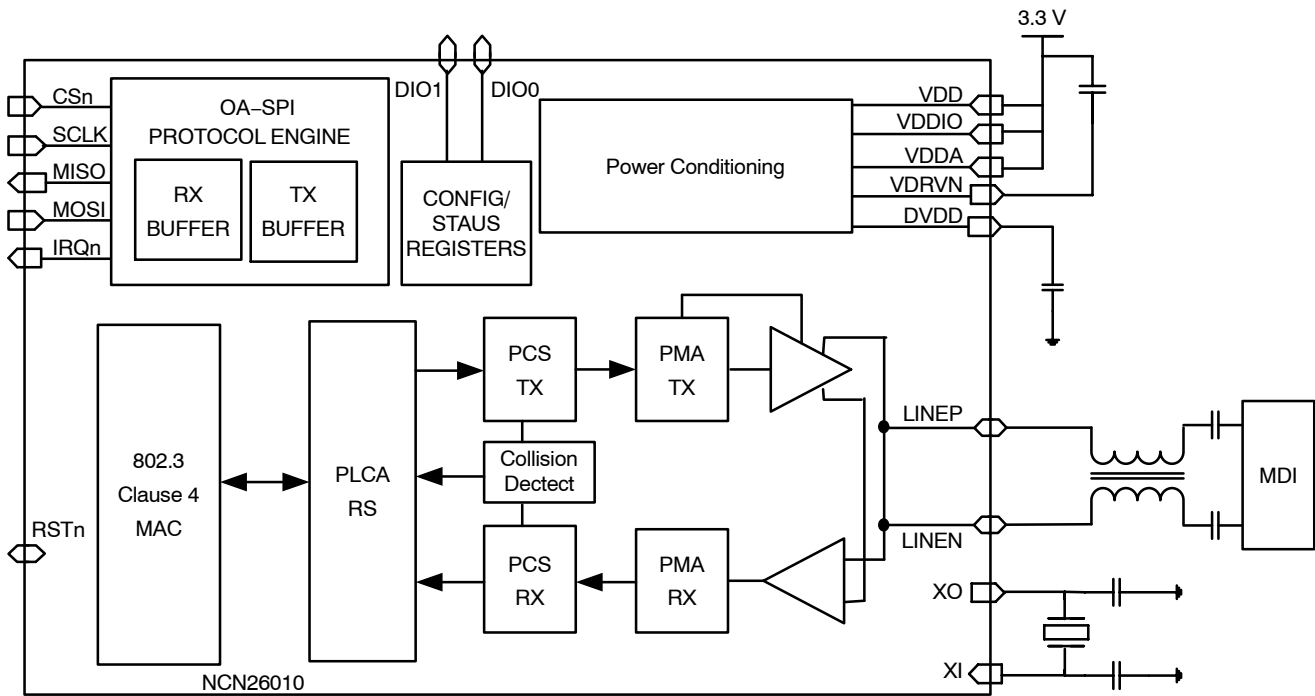 3.3 V
CSn
SCLK
MISO
MOSI
IRQn
OA–SPI
PROTOCOL ENGINE
RX
BUFFER
TX
BUFFER
DIO1
DIO0
CONFIG/
STAUS
REGISTERS
Power Conditioning
VDD
VDDIO
VDDA
VDRVN
DVDD
802.3
Clause 4
MAC
PLCA
RS
PCS
TX
PMA
TX
Collision
Dectect
PCS
RX
PMA
RX
LINEP
LINEN
MDI
RSTn
XO
XI
NCN26010